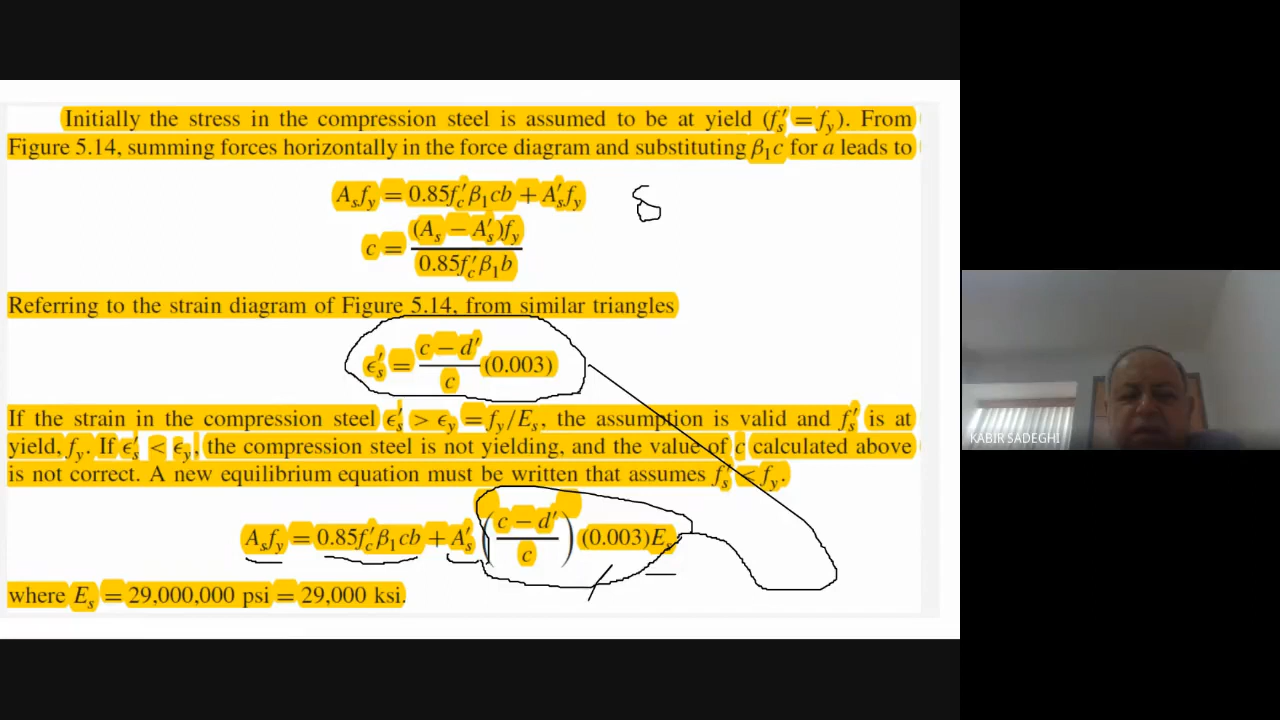 Initially the stress in the compression steel is assumed to be at yield (f′s = fy). From
Figure 5.14, summing forces horizontally in the force diagram and substituting β1c for a leads to
Asfy = 0.85f′cβ1cb + A′sfy
c = (As − A′s)fy / 0.85f′cβ1b
Referring to the strain diagram of Figure 5.14, from similar triangles
ϵ′s = c − d′ / c (0.003)
If the strain in the compression steel ϵ′s > ϵy = fy/Es, the assumption is valid and f′s is at
yield, fy. If ϵ′s < ϵy, the compression steel is not yielding, and the value of c calculated above
is not correct. A new equilibrium equation must be written that assumes f′s < fy.
Asfy = 0.85f′cβ1cb + A′s (c − d′ / c) (0.003)Es
where Es = 29,000,000 psi = 29,000 ksi.
KABIR SADEGHI